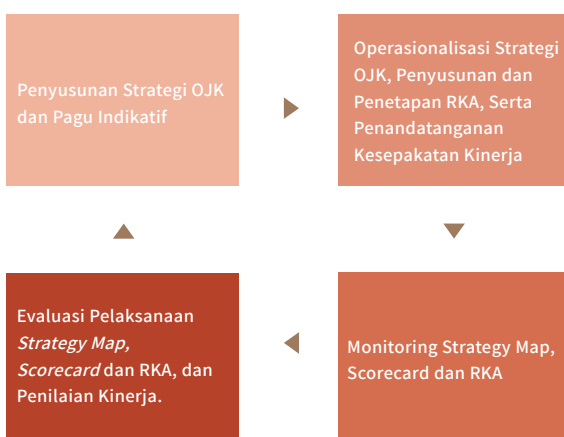 Penyusunan Strategi OJK
dan Pagu Indikatif
Operasionalisasi Strategi
OJK, Penyusunan dan
Penetapan RKA, Serta
Penandatanganan
Kesepakatan Kinerja
Monitoring Strategy Map,
Scorecard dan RKA
Evaluasi Pelaksanaan
Strategy Map,
Scorecard dan RKA, dan
Penilaian Kinerja.